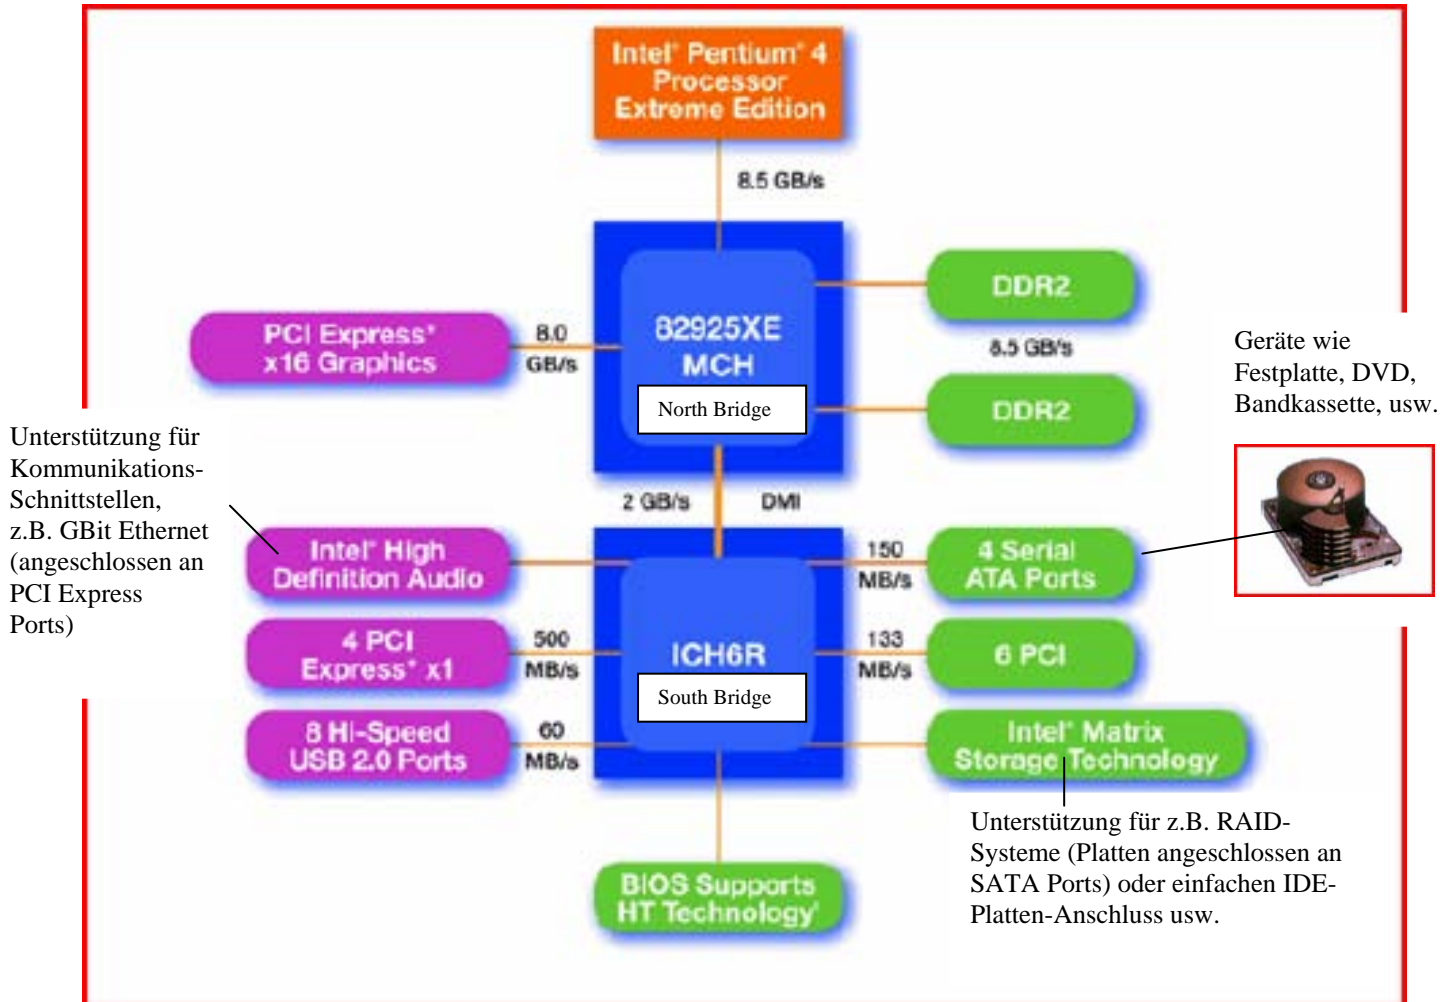 Intel® Pentium® 4
Processor
Extreme Edition
8.5 GB/s
PCI Express*
x16 Graphics
8.0
GB/s
82925XE
MCH
North Bridge
DDR2
8.5 GB/s
DDR2
Geräte wie
Festplatte, DVD,
Bandkassette, usw.
Unterstützung für
Kommunikations-
Schnittstellen,
z.B. GBit Ethernet
(angeschlossen an
PCI Express
Ports)
2 GB/s
DMI
Intel® High
Definition Audio
150
MB/s
4 Serial
ATA Ports
4 PCI
Express* x1
500
MB/s
ICH6R
South Bridge
133
MB/s
6 PCI
8 Hi-Speed
USB 2.0 Ports
60
MB/s
Intel® Matrix
Storage Technology
Unterstützung für z.B. RAID-
Systeme (Platten angeschlossen an
SATA Ports) oder einfachen IDE-
Platten-Anschluss usw.
BIOS Supports
HT Technology¹